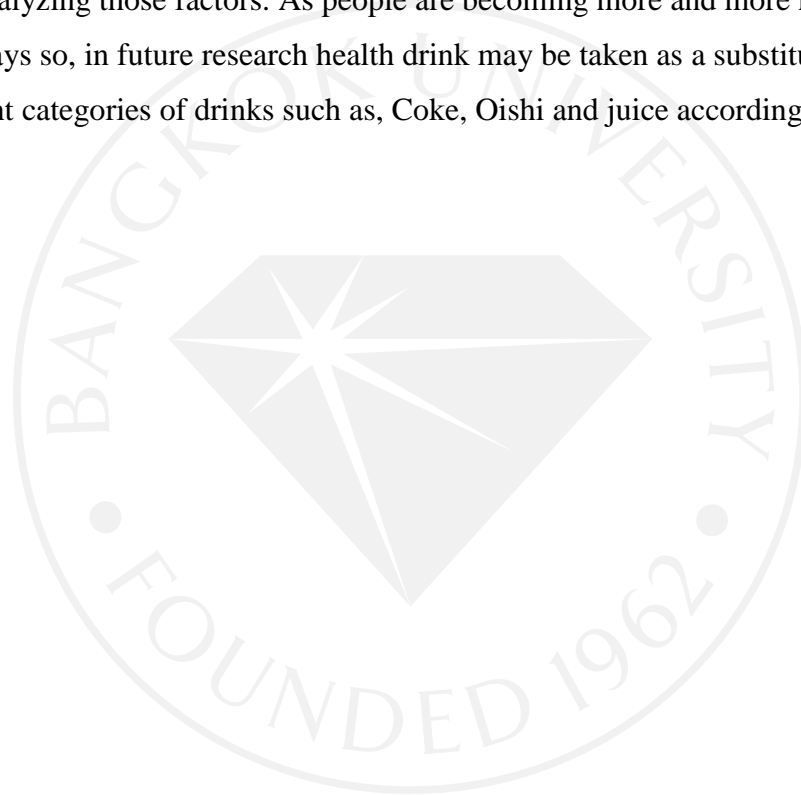 alyzing those factors. As people are becoming more and more
ays so, in future research health drink may be taken as a substitu
nt categories of drinks such as, Coke, Oishi and juice according
BANGKOK UNIVERSITY
FOUNDED 1962